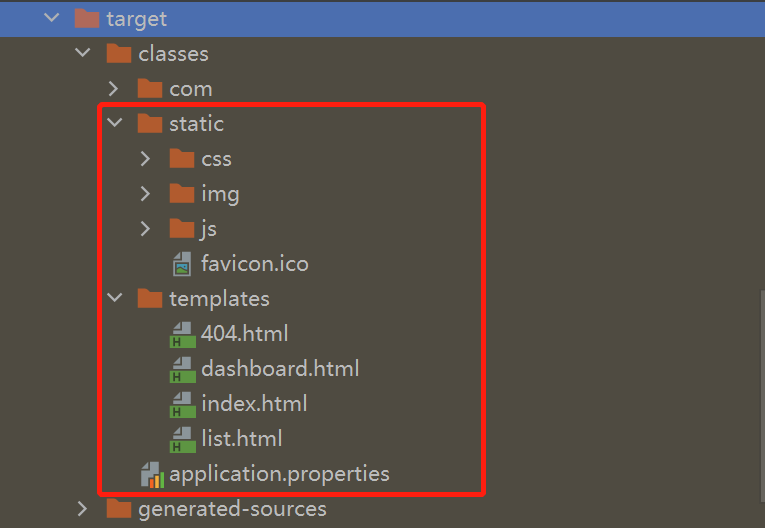 target
classes
com
static
css
img
js
favicon.ico
templates
404.html
dashboard.html
index.html
list.html
application.properties
generated-sources